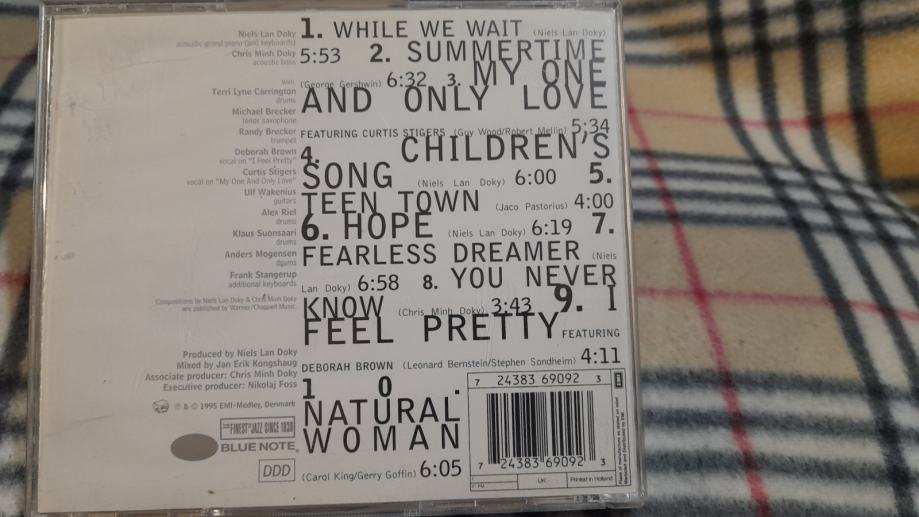 Niels Lan Doky
acoustic grand piano (and keyboards)
Chris Minh Doky
acoustic bass
with:
Terri Lyne Carrington
drums
Michael Brecker
tenor saxophone
Randy Brecker
trumpet
Deborah Brown
vocal on "I Feel Pretty"
Curtis Stigers
vocal on "My One And Only Love"
Ulf Wakenius
guitars
Alex Riel
drums
Klaus Suonsaari
drums
Anders Mogensen
drums
Frank Stangerup
additional keyboards
Compositions by Niels Lan Doky & Chris Minh Doky
are published by Warner/Chappell Music.
Produced by Niels Lan Doky
Mixed by Jan Erik Kongshaug
Associate producer: Chris Minh Doky
Executive producer: Nikolaj Foss
℗ & © 1995 EMI-Medley, Denmark
THE FINEST IN JAZZ SINCE 1939
BLUE NOTE
DDD
1. WHILE WE WAIT (Niels Lan Doky)
5:53 2. SUMMERTIME
(George Gershwin) 6:32 3. MY ONE
AND ONLY LOVE
FEATURING CURTIS STIGERS (Guy Wood/Robert Mellin) 5:34
4. CHILDREN'S
SONG (Niels Lan Doky) 6:00 5.
TEEN TOWN (Jaco Pastorius) 4:00
6. HOPE (Niels Lan Doky) 6:19 7.
FEARLESS DREAMER (Niels
Lan Doky) 6:58 8. YOU NEVER
KNOW (Chris Minh Doky) 3:43 9. I
FEEL PRETTY FEATURING
DEBORAH BROWN (Leonard Bernstein/Stephen Sondheim) 4:11
10.
NATURAL
WOMAN
(Carol King/Gerry Goffin) 6:05
7 24383 69092 3
7 24383 69092 3
EMI
UK:
Printed in Holland